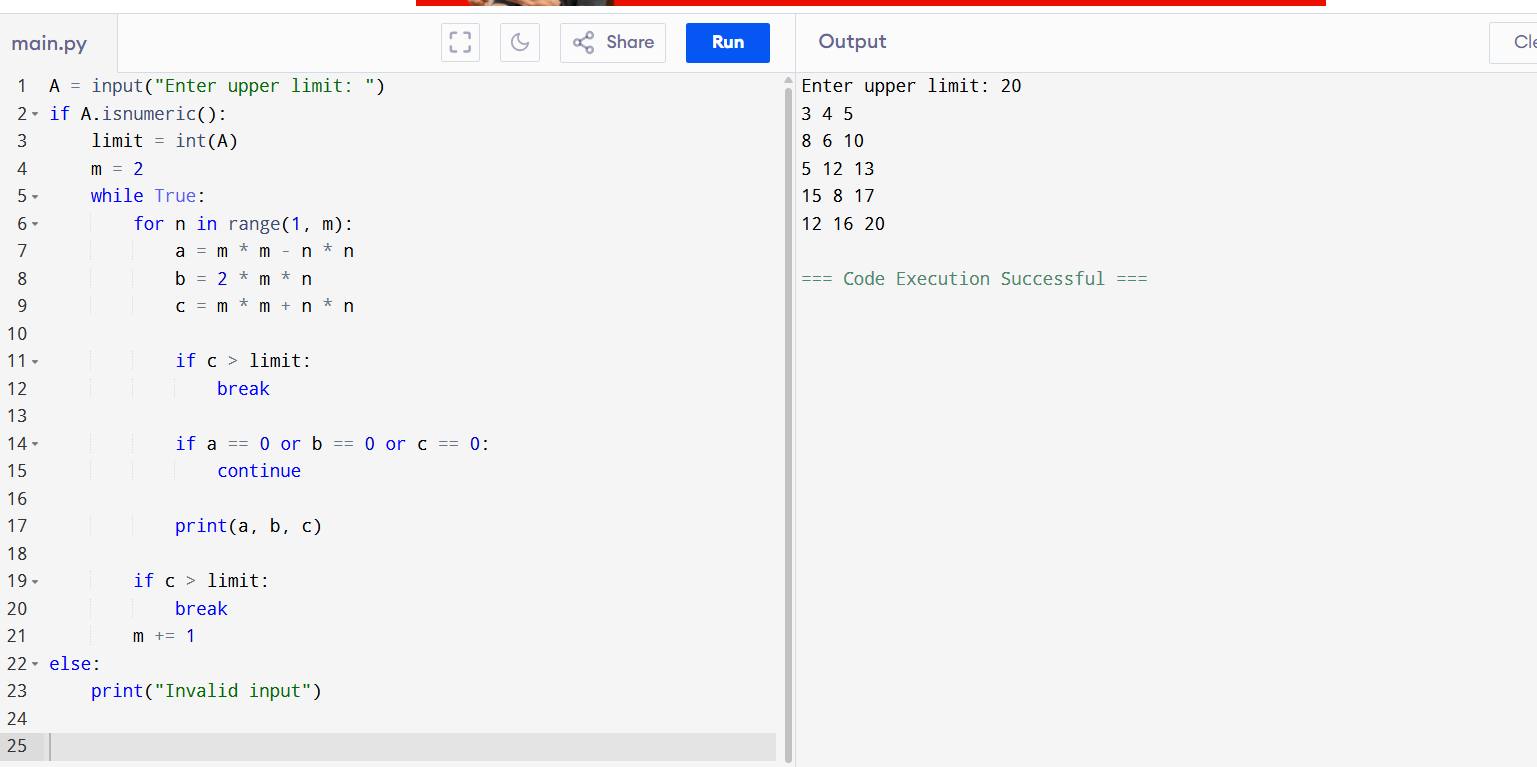 main.py
Share
Run
Output
1 A = input("Enter upper limit: ")
2 if A.isnumeric():
3     limit = int(A)
4     m = 2
5     while True:
6         for n in range(1, m):
7             a = m * m - n * n
8             b = 2 * m * n
9             c = m * m + n * n
10
11             if c > limit:
12                 break
13
14             if a == 0 or b == 0 or c == 0:
15                 continue
16
17             print(a, b, c)
18
19         if c > limit:
20             break
21         m += 1
22 else:
23     print("Invalid input")
24
25
Enter upper limit: 20
3 4 5
8 6 10
5 12 13
15 8 17
12 16 20
=== Code Execution Successful ===